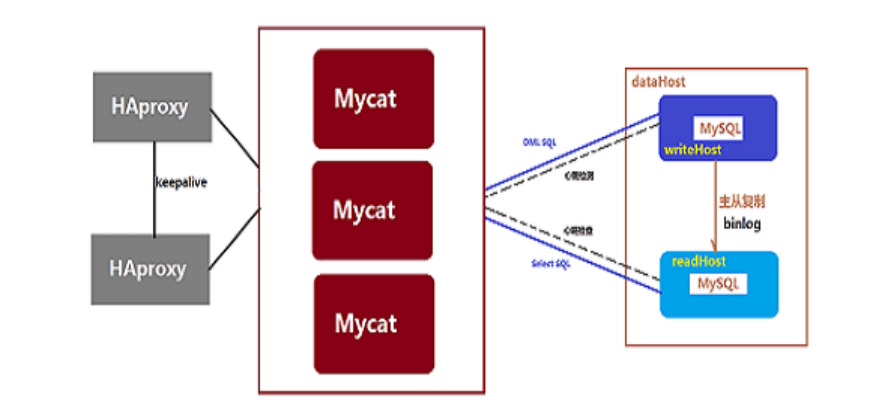 HAproxy
keepalive
HAproxy
Mycat
Mycat
Mycat
DML SQL
心跳检测
心跳检查
Select SQL
dataHost
MySQL
writeHost
主从复制
binlog
readHost
MySQL